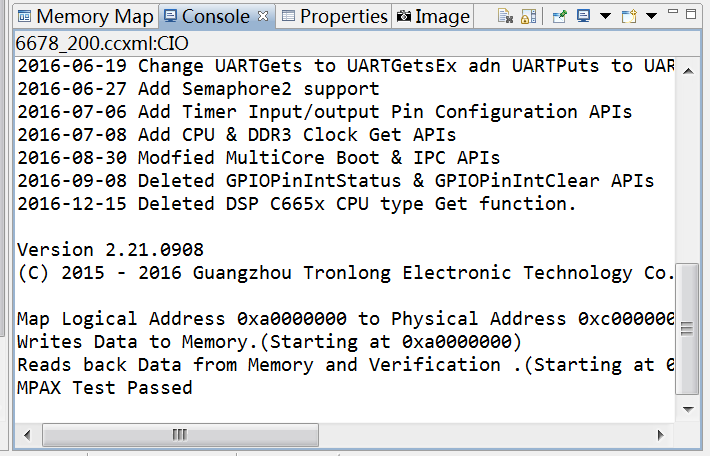 Memory Map Console Properties Image
6678_200.ccxml:CIO
2016-06-19 Change UARTGets to UARTGetsEx adn UARTPuts to UAR
2016-06-27 Add Semaphore2 support
2016-07-06 Add Timer Input/output Pin Configuration APIs
2016-07-08 Add CPU & DDR3 Clock Get APIs
2016-08-30 Modfied MultiCore Boot & IPC APIs
2016-09-08 Deleted GPIOPinIntStatus & GPIOPinIntClear APIs
2016-12-15 Deleted DSP C665x CPU type Get function.
Version 2.21.0908
(C) 2015 - 2016 Guangzhou Tronlong Electronic Technology Co.
Map Logical Address 0xa0000000 to Physical Address 0xc000000
Writes Data to Memory.(Starting at 0xa0000000)
Reads back Data from Memory and Verification .(Starting at 0
MPAX Test Passed